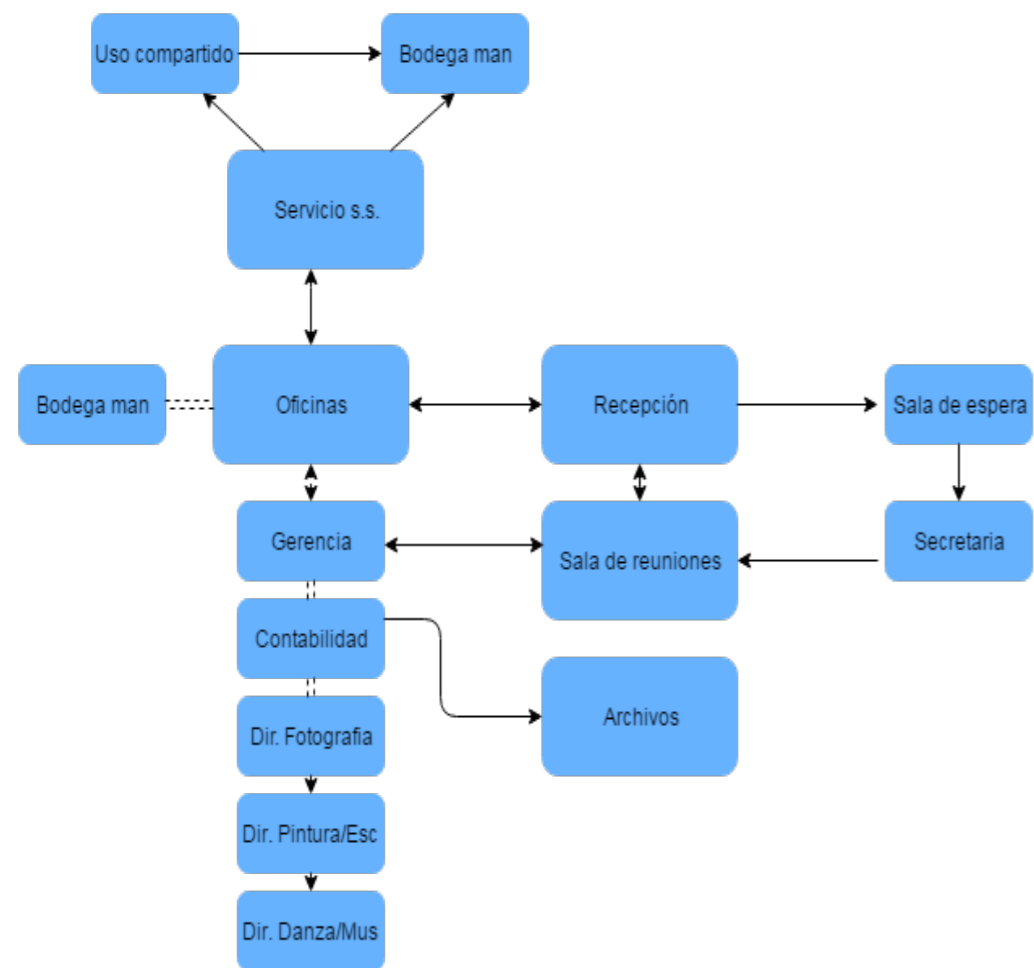 Uso compartido
Bodega man
Servicio s.s.
Bodega man
Oficinas
Recepción
Sala de espera
Gerencia
Sala de reuniones
Secretaria
Contabilidad
Archivos
Dir. Fotografia
Dir. Pintura/Esc
Dir. Danza/Mus